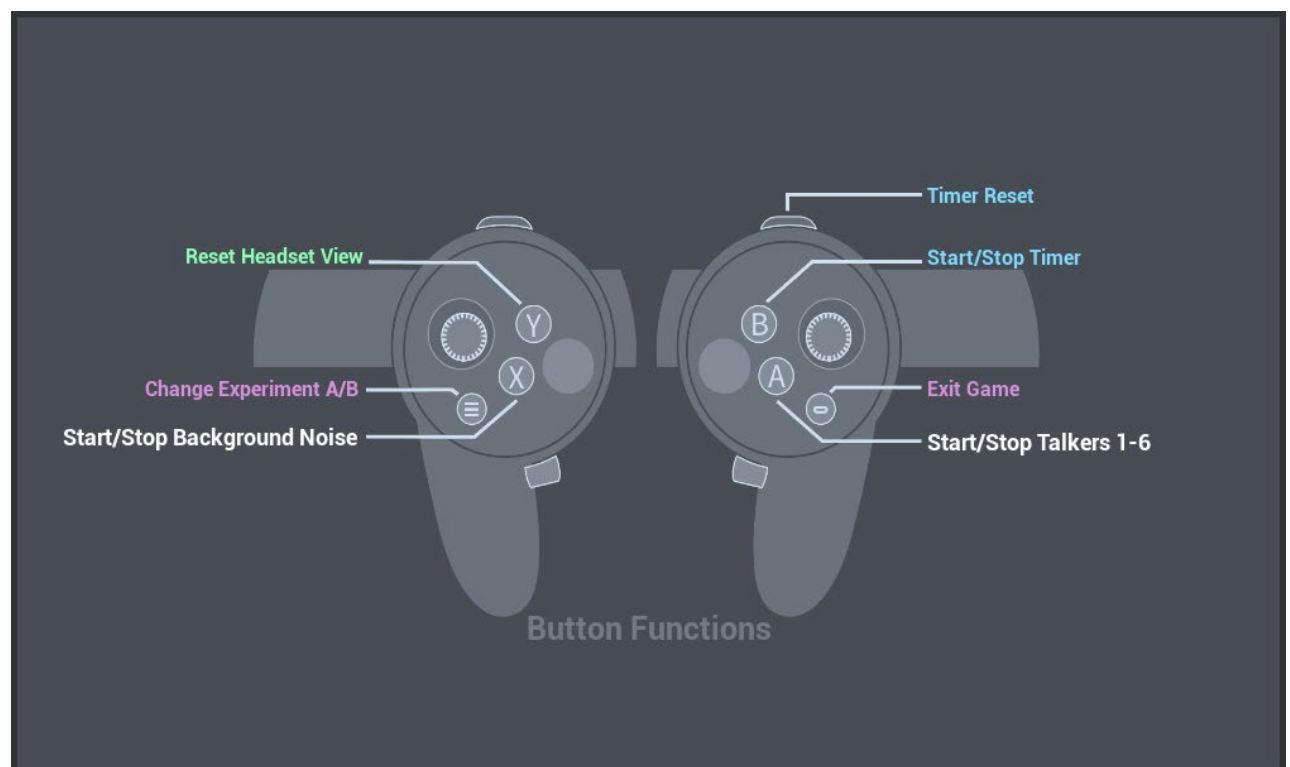 Timer Reset
Reset Headset View
Start/Stop Timer
Y
B
X
A
Change Experiment A/B
Exit Game
Start/Stop Background Noise
Start/Stop Talkers 1-6
Button Functions